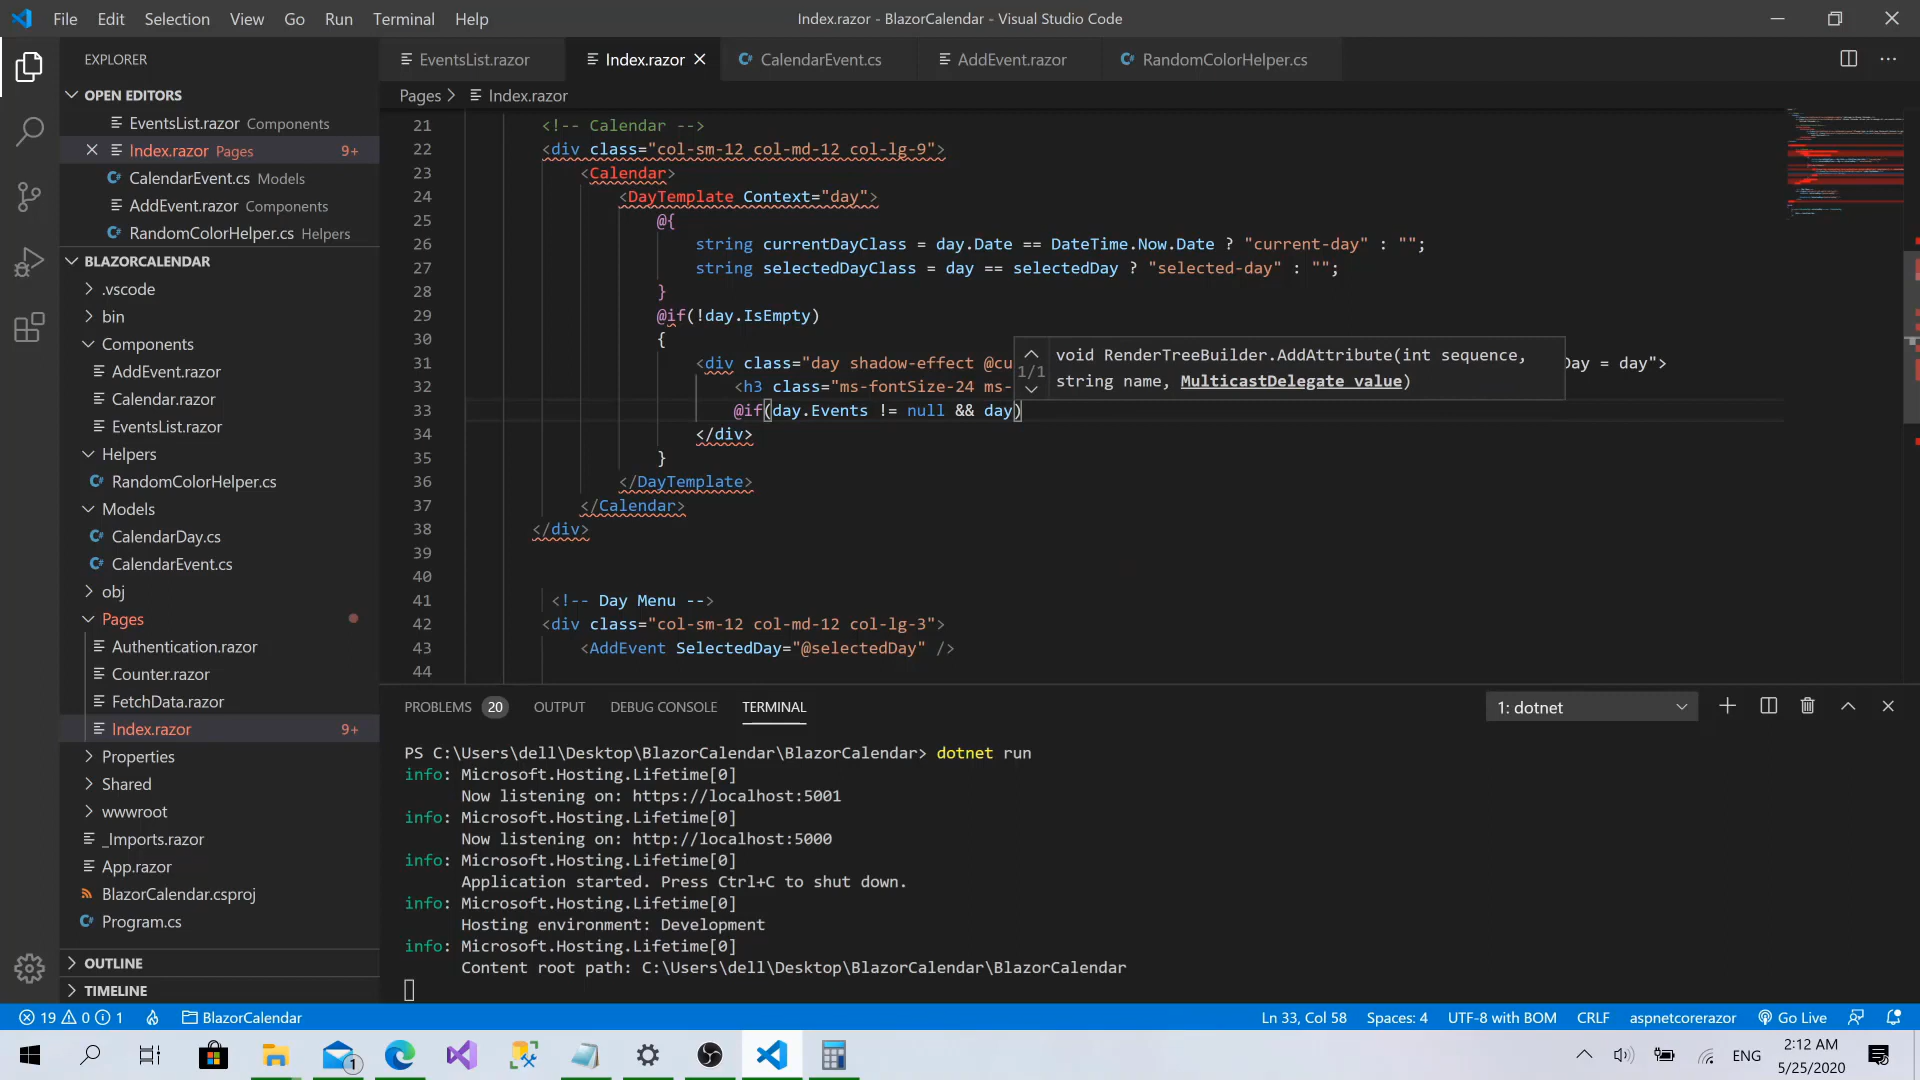 File Edit Selection View Go Run Terminal Help
Index.razor - BlazorCalendar - Visual Studio Code
EXPLORER
OPEN EDITORS
EventsList.razor Components
Index.razor Pages 9+
CalendarEvent.cs Models
AddEvent.razor Components
RandomColorHelper.cs Helpers
BLAZORCALENDAR
.vscode
bin
Components
AddEvent.razor
Calendar.razor
EventsList.razor
Helpers
RandomColorHelper.cs
Models
CalendarDay.cs
CalendarEvent.cs
obj
Pages
Authentication.razor
Counter.razor
FetchData.razor
Index.razor 9+
Properties
Shared
wwwroot
_Imports.razor
App.razor
BlazorCalendar.csproj
Program.cs
OUTLINE
TIMELINE
EventsList.razor Index.razor CalendarEvent.cs AddEvent.razor RandomColorHelper.cs
Pages > Index.razor
21 <!-- Calendar -->
22 <div class="col-sm-12 col-md-12 col-lg-9">
23 <Calendar>
24 <DayTemplate Context="day">
25 @{
26 string currentDayClass = day.Date == DateTime.Now.Date ? "current-day" : "";
27 string selectedDayClass = day == selectedDay ? "selected-day" : "";
28 }
29 @if(!day.IsEmpty)
30 {
31 <div class="day shadow-effect @cu ay = day">
32 <h3 class="ms-fontSize-24 ms-
33 @if(day.Events != null && day)
34 </div>
35 }
36 </DayTemplate>
37 </Calendar>
38 </div>
39
40
41 <!-- Day Menu -->
42 <div class="col-sm-12 col-md-12 col-lg-3">
43 <AddEvent SelectedDay="@selectedDay" />
44
1/1
void RenderTreeBuilder.AddAttribute(int sequence,
string name, MulticastDelegate value)
PROBLEMS 20 OUTPUT DEBUG CONSOLE TERMINAL
1: dotnet
PS C:\Users\dell\Desktop\BlazorCalendar\BlazorCalendar> dotnet run
info: Microsoft.Hosting.Lifetime[0]
Now listening on: https://localhost:5001
info: Microsoft.Hosting.Lifetime[0]
Now listening on: http://localhost:5000
info: Microsoft.Hosting.Lifetime[0]
Application started. Press Ctrl+C to shut down.
info: Microsoft.Hosting.Lifetime[0]
Hosting environment: Development
info: Microsoft.Hosting.Lifetime[0]
Content root path: C:\Users\dell\Desktop\BlazorCalendar\BlazorCalendar
19 0 1 BlazorCalendar
Ln 33, Col 58 Spaces: 4 UTF-8 with BOM CRLF aspnetcorerazor Go Live
1
ENG
2:12 AM
5/25/2020